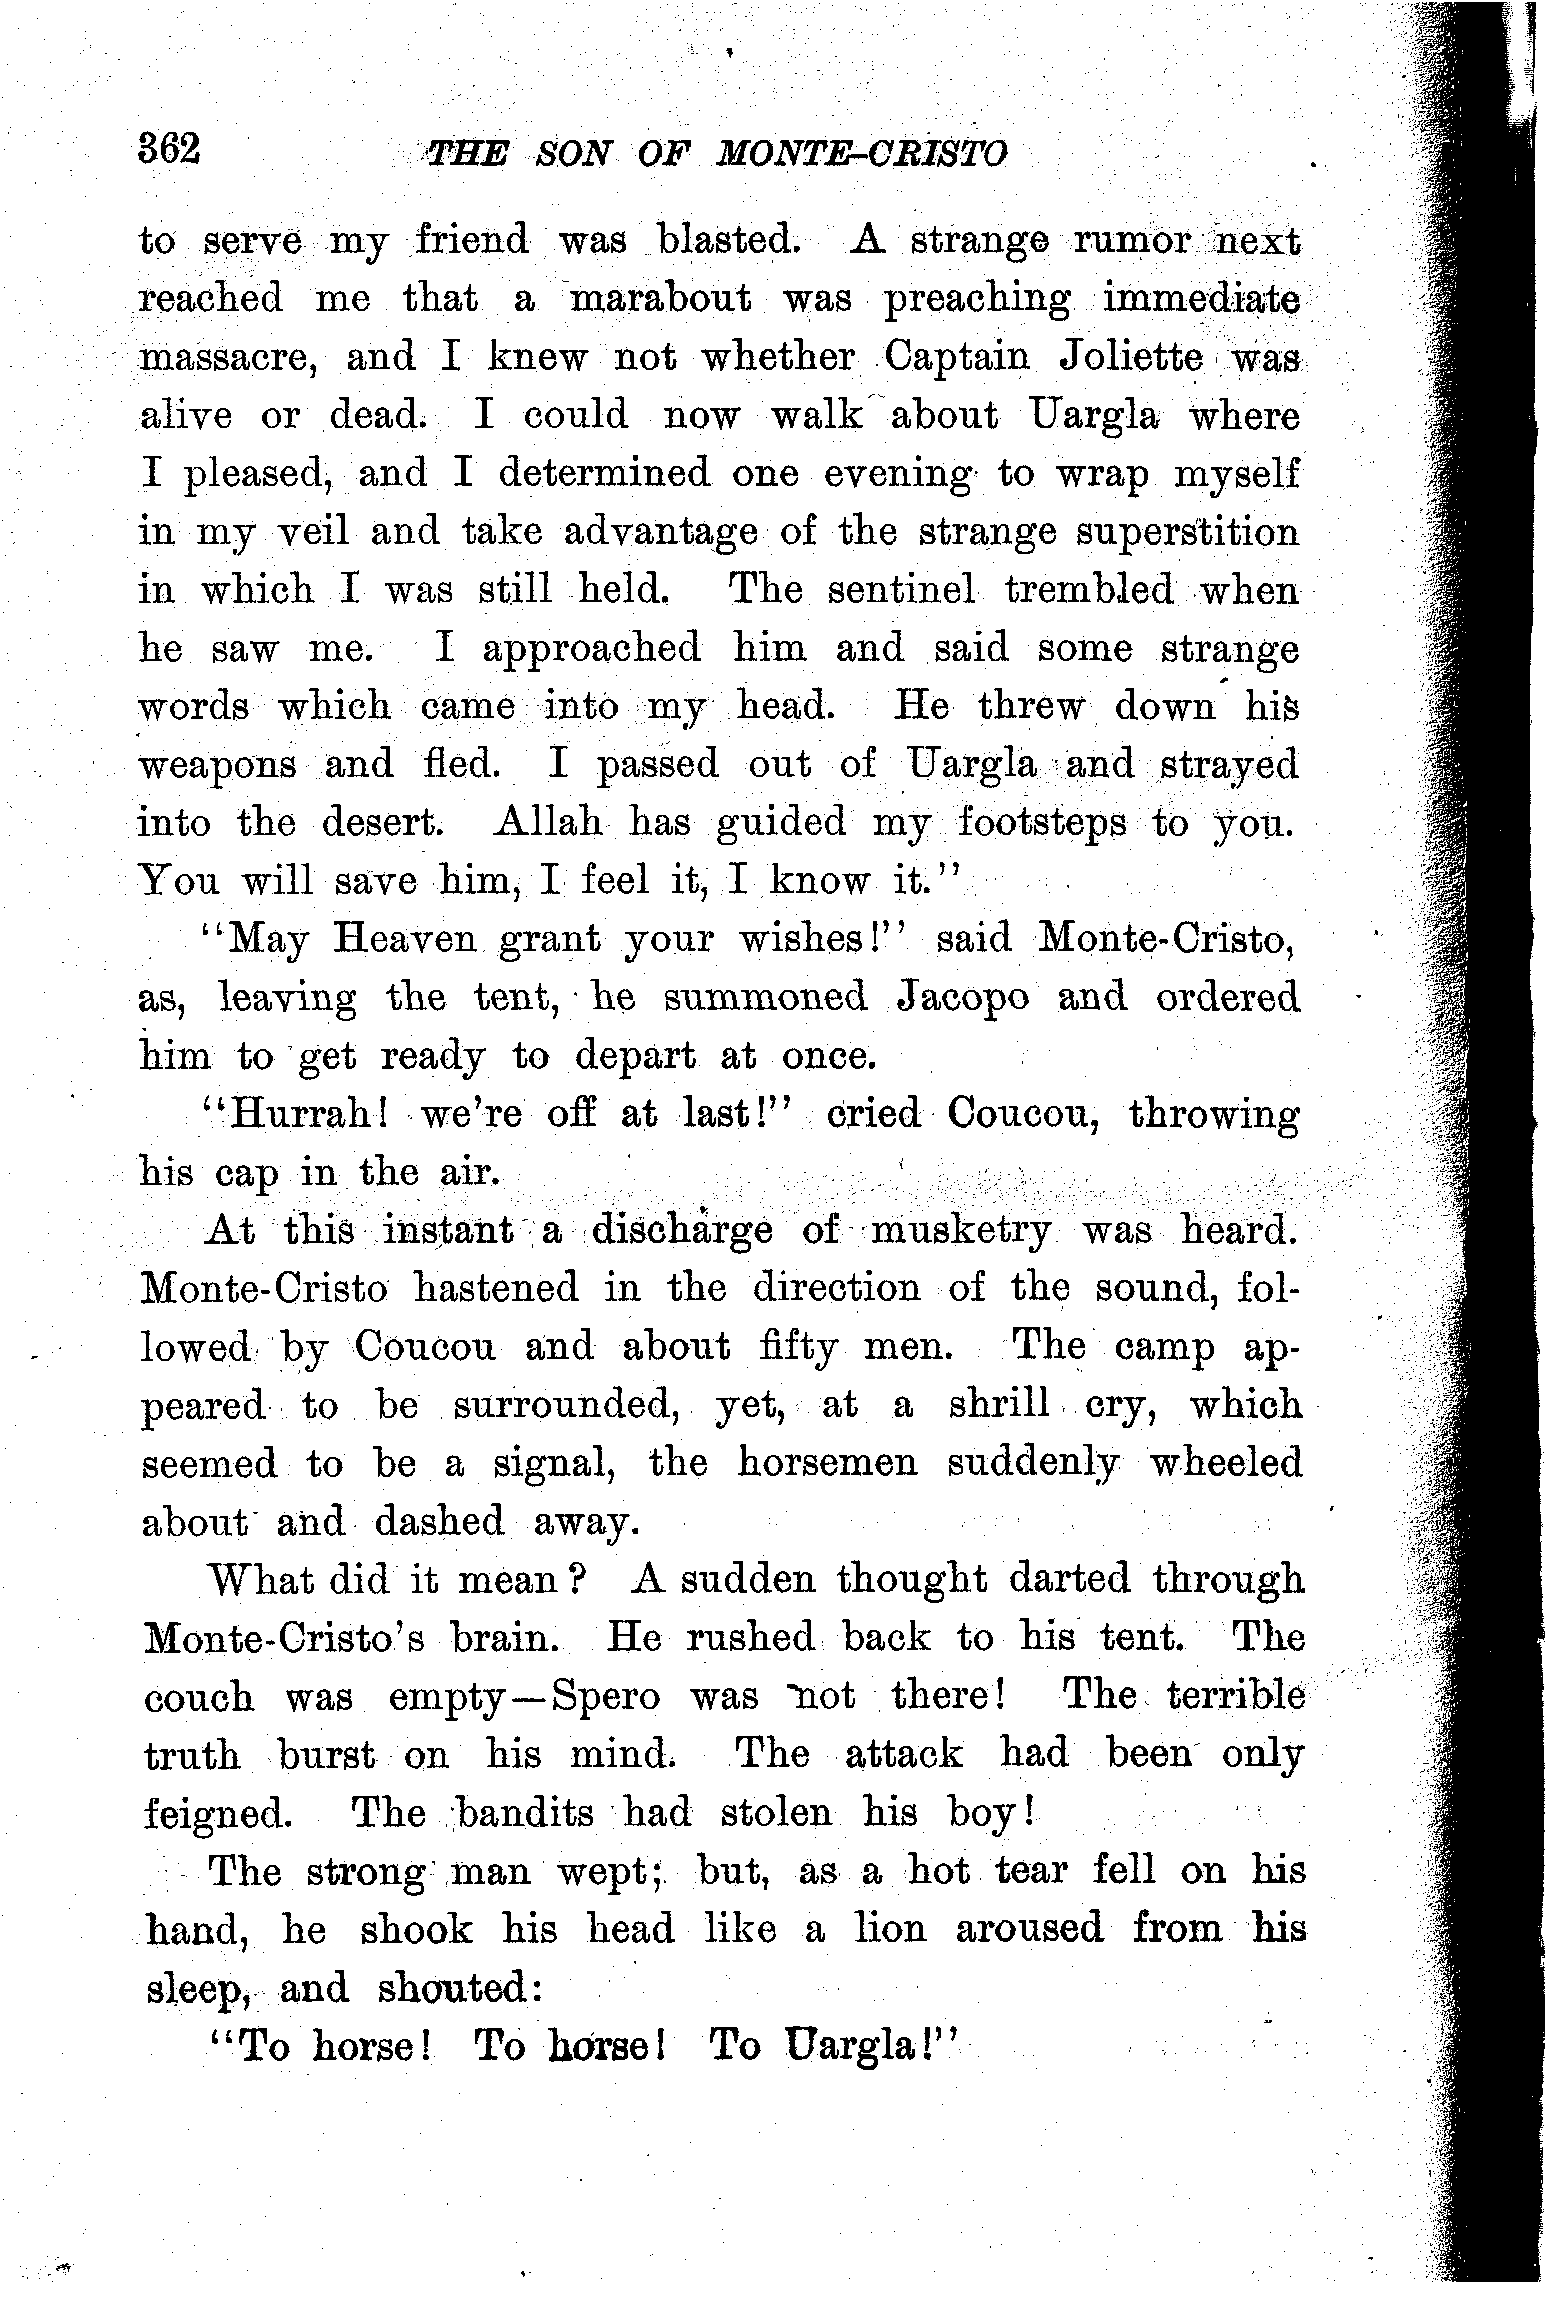 362 THE SON OF MONTE-CRISTO
to serve my friend was blasted. A strange rumor next
reached me that a marabout was preaching immediate
massacre, and I knew not whether Captain Joliette was
alive or dead. I could now walk about Uargla where
I pleased, and I determined one evening to wrap myself
in my veil and take advantage of the strange superstition
in which I was still held. The sentinel trembled when
he saw me. I approached him and said some strange
words which came into my head. He threw down his
weapons and fled. I passed out of Uargla and strayed
into the desert. Allah has guided my footsteps to you.
You will save him, I feel it, I know it."
"May Heaven grant your wishes!" said Monte-Cristo,
as, leaving the tent, he summoned Jacopo and ordered
him to get ready to depart at once.
"Hurrah! we're off at last!" cried Coucou, throwing
his cap in the air.
At this instant a discharge of musketry was heard.
Monte-Cristo hastened in the direction of the sound, fol-
lowed by Coucou and about fifty men. The camp ap-
peared to be surrounded, yet, at a shrill cry, which
seemed to be a signal, the horsemen suddenly wheeled
about and dashed away.
What did it mean? A sudden thought darted through
Monte-Cristo's brain. He rushed back to his tent. The
couch was empty—Spero was not there! The terrible
truth burst on his mind. The attack had been only
feigned. The bandits had stolen his boy!
The strong man wept; but, as a hot tear fell on his
hand, he shook his head like a lion aroused from his
sleep, and shouted:
"To horse! To horse! To Uargla!"